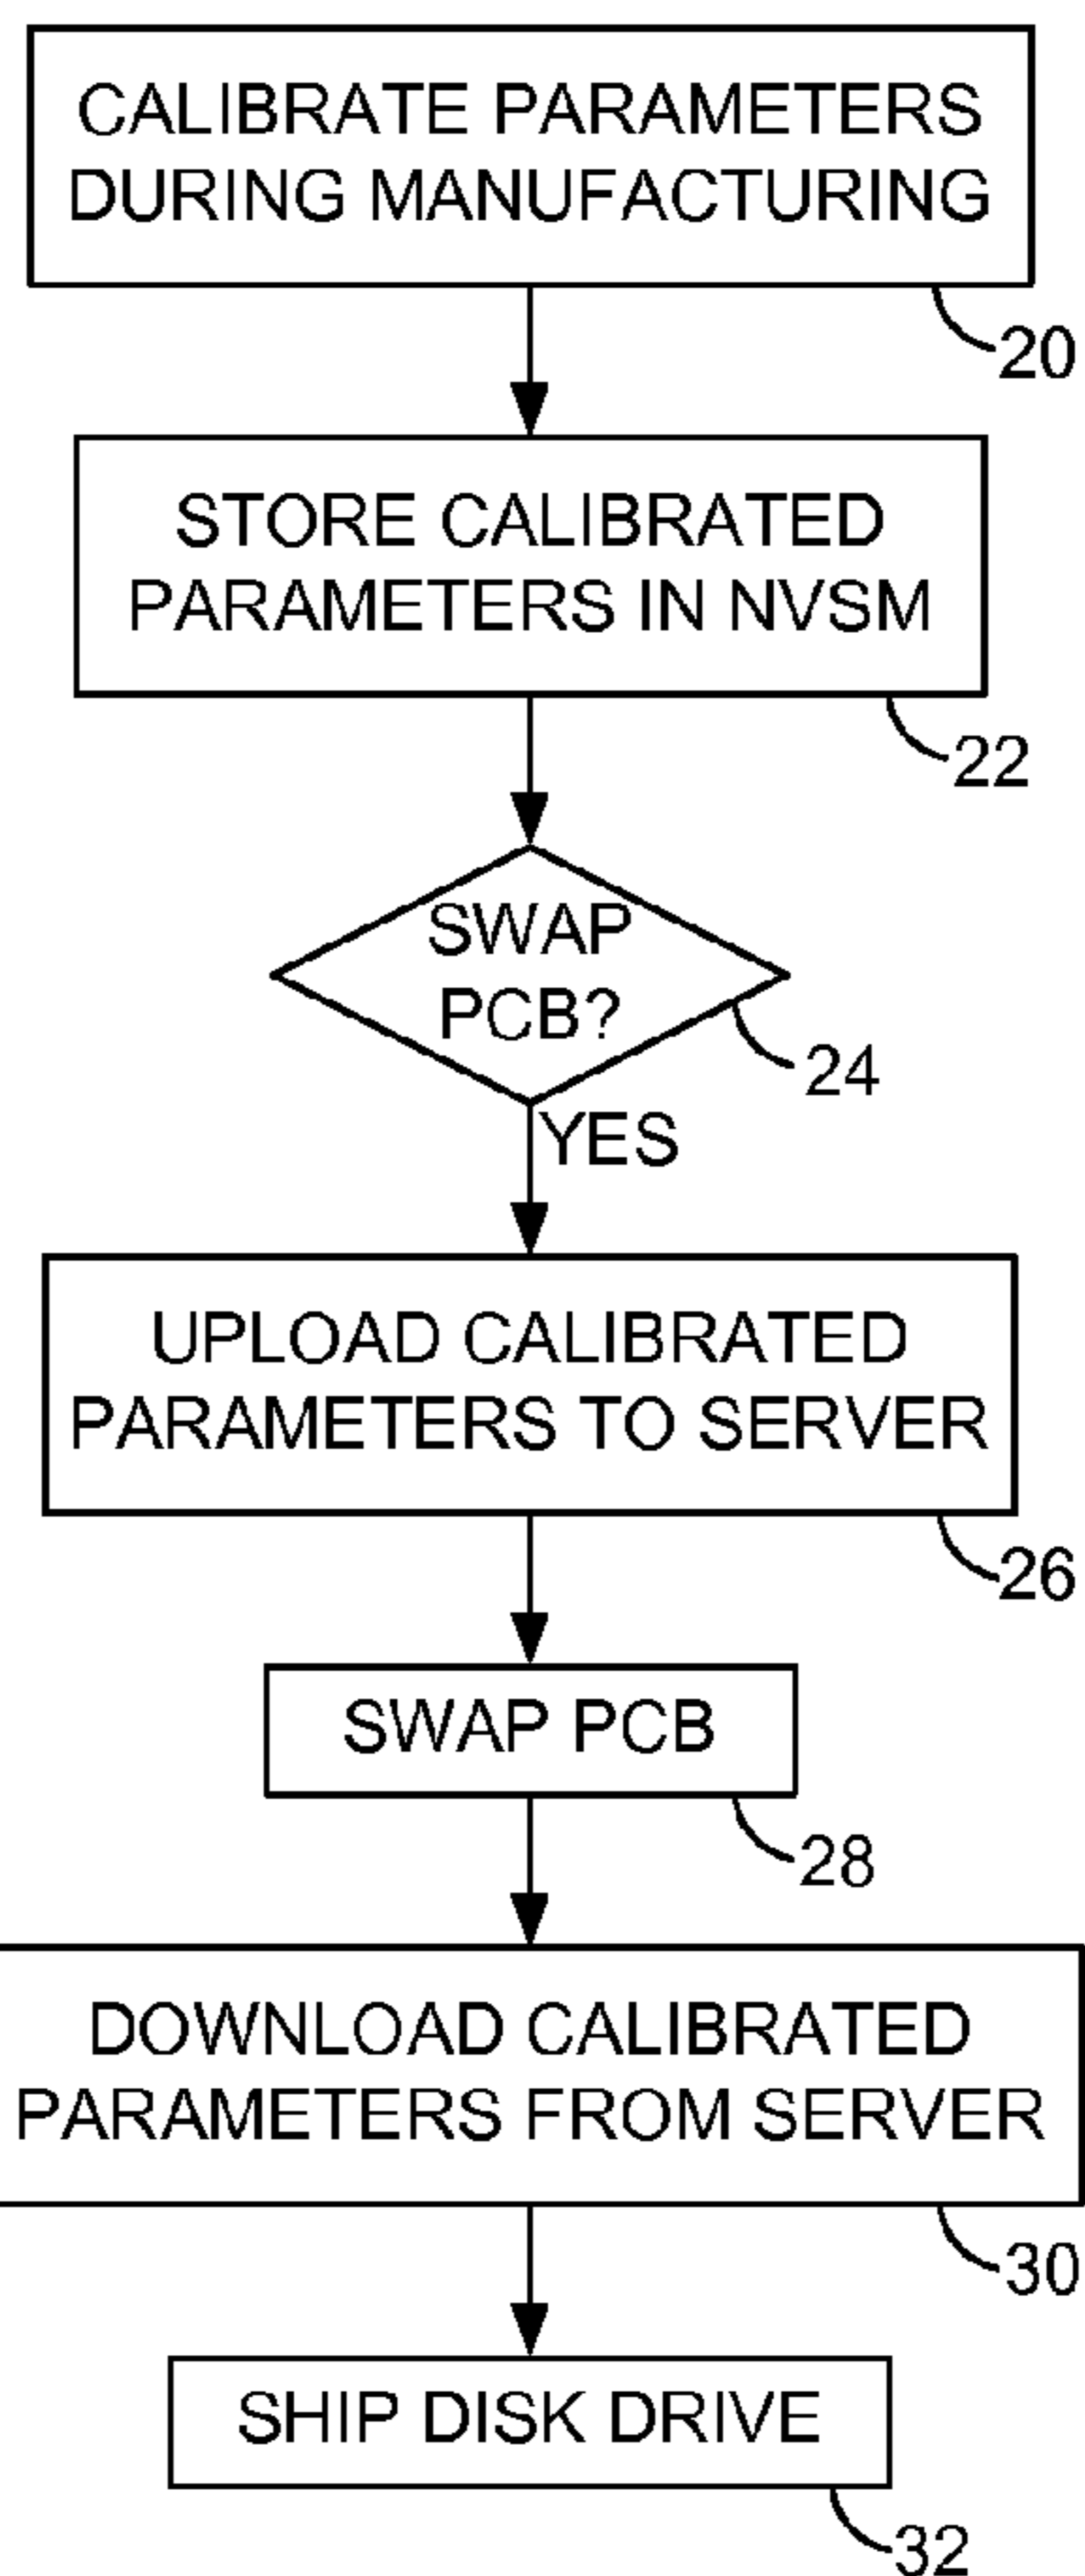 CALIBRATE PARAMETERS
DURING MANUFACTURING
20
STORE CALIBRATED
PARAMETERS IN NVSM
22
SWAP
PCB?
24
YES
UPLOAD CALIBRATED
PARAMETERS TO SERVER
26
SWAP PCB
28
DOWNLOAD CALIBRATED
PARAMETERS FROM SERVER
30
SHIP DISK DRIVE
32